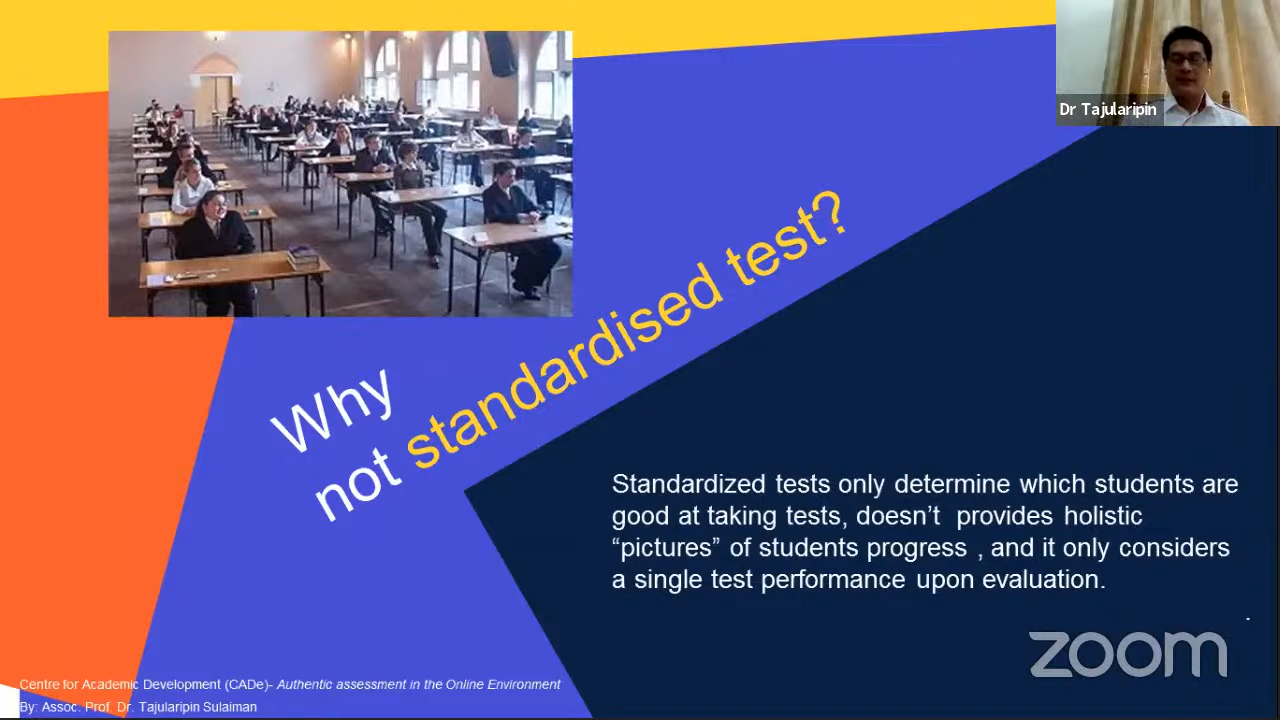 Dr Tajularipin
Why
not standardised test?
Standardized tests only determine which students are
good at taking tests, doesn’t provides holistic
“pictures” of students progress , and it only considers
a single test performance upon evaluation.
.
zoom
Centre for Academic Development (CADe)- Authentic assessment in the Online Environment
By: Assoc. Prof. Dr. Tajularipin Sulaiman